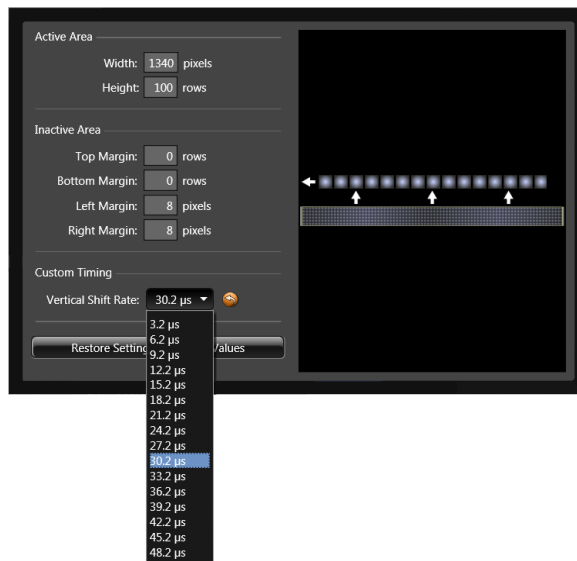 Active Area
Width: 1340 pixels
Height: 100 rows
Inactive Area
Top Margin: 0 rows
Bottom Margin: 0 rows
Left Margin: 8 pixels
Right Margin: 8 pixels
Custom Timing
Vertical Shift Rate: 30.2 µs
Restore Setting alues
3.2 µs
6.2 µs
9.2 µs
12.2 µs
15.2 µs
18.2 µs
21.2 µs
24.2 µs
27.2 µs
30.2 µs
33.2 µs
36.2 µs
39.2 µs
42.2 µs
45.2 µs
48.2 µs